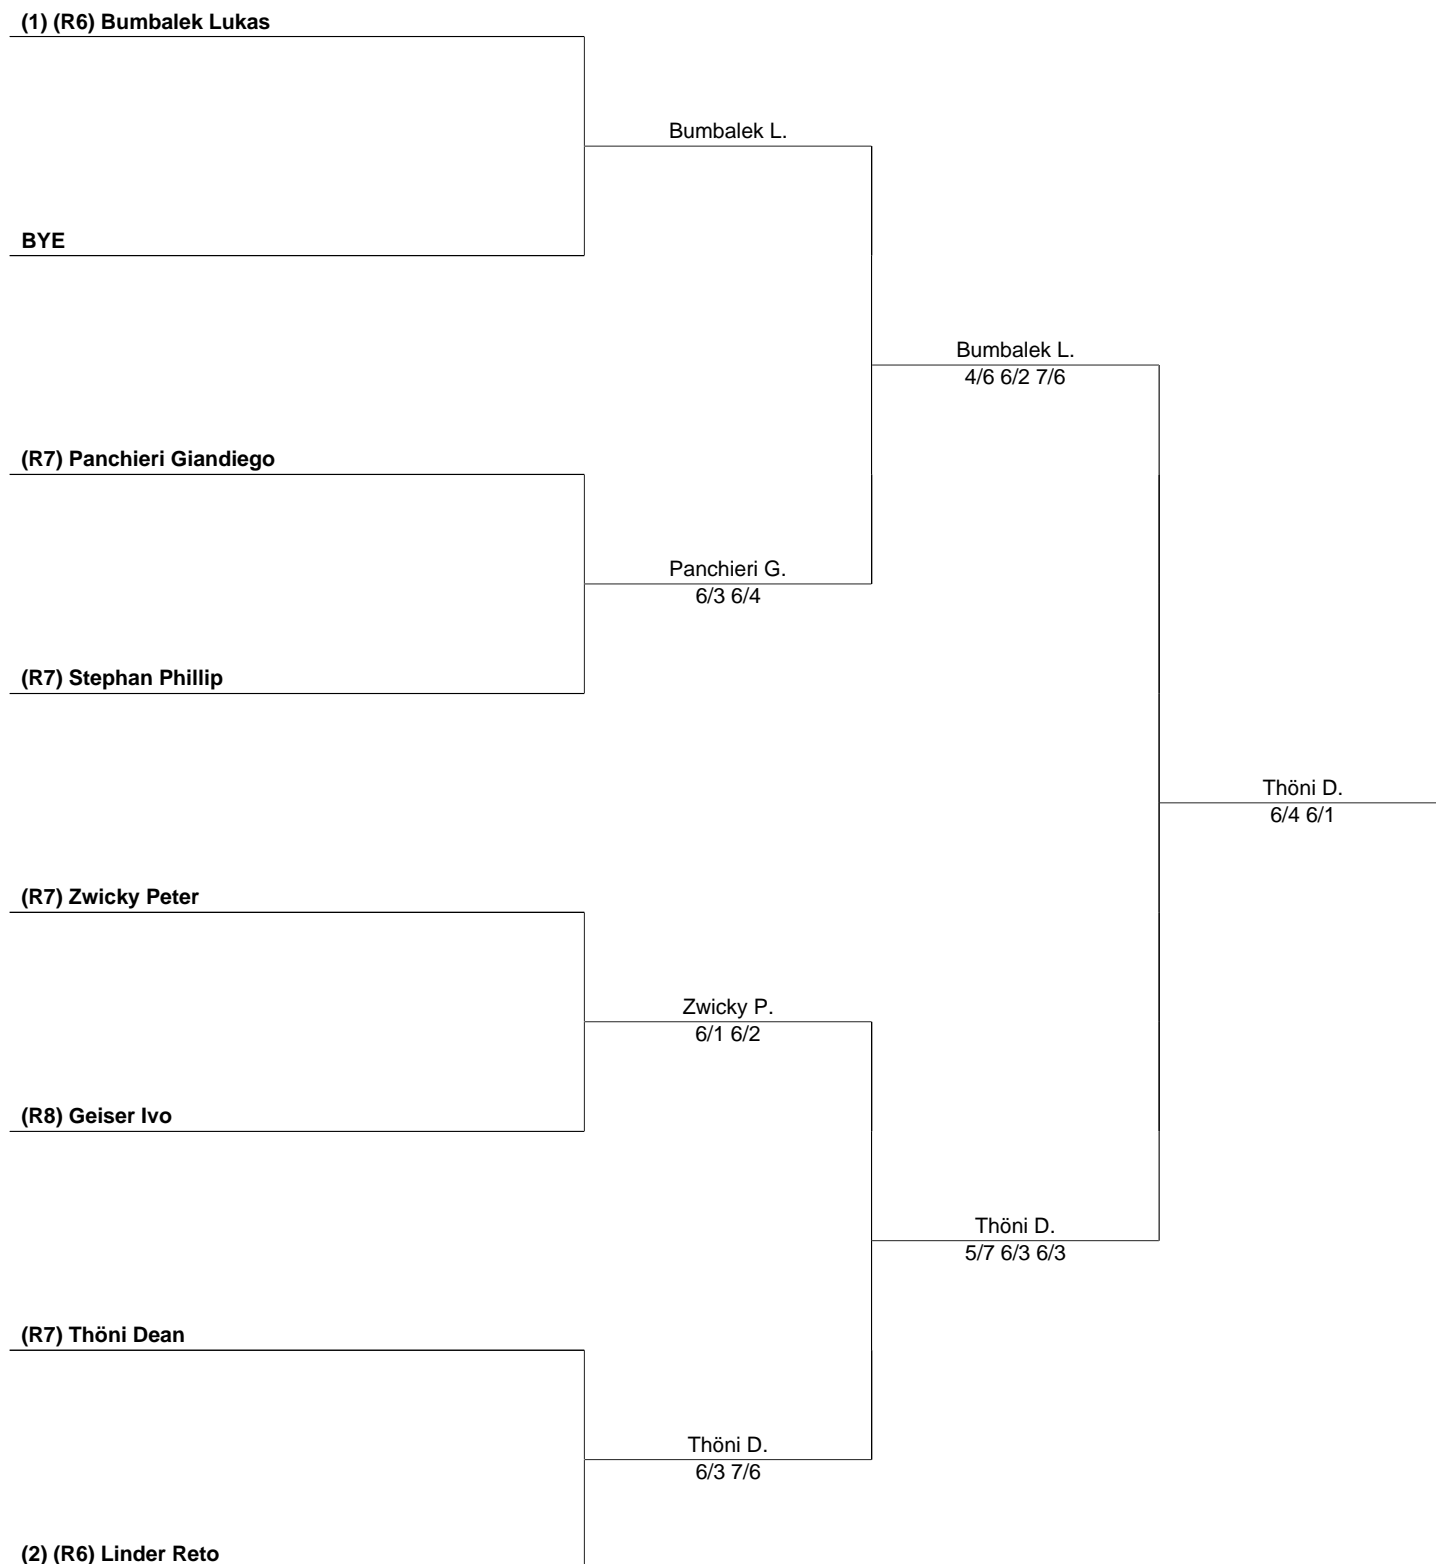 (1) (R6) Bumbalek Lukas
Bumbalek L.
BYE
Bumbalek L.
4/6 6/2 7/6
(R7) Panchieri Giandiego
Panchieri G.
6/3 6/4
(R7) Stephan Phillip
Thöni D.
6/4 6/1
(R7) Zwicky Peter
Zwicky P.
6/1 6/2
(R8) Geiser Ivo
Thöni D.
5/7 6/3 6/3
(R7) Thöni Dean
Thöni D.
6/3 7/6
(2) (R6) Linder Reto